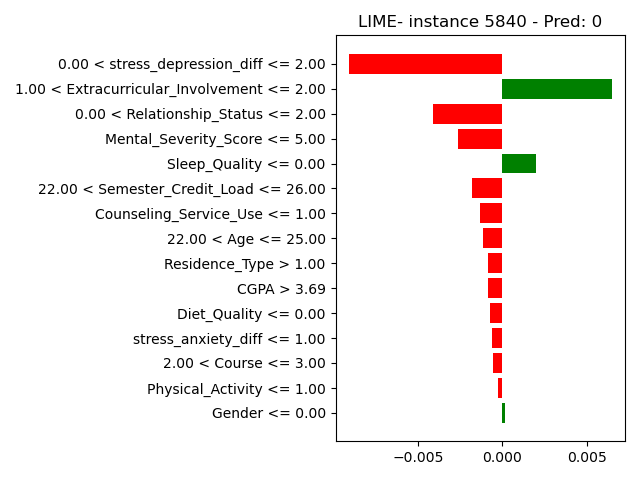 LIME- instance 5840 - Pred: 0
0.00 < stress_depression_diff <= 2.00
1.00 < Extracurricular_Involvement <= 2.00
0.00 < Relationship_Status <= 2.00
Mental_Severity_Score <= 5.00
Sleep_Quality <= 0.00
22.00 < Semester_Credit_Load <= 26.00
Counseling_Service_Use <= 1.00
22.00 < Age <= 25.00
Residence_Type > 1.00
CGPA > 3.69
Diet_Quality <= 0.00
stress_anxiety_diff <= 1.00
2.00 < Course <= 3.00
Physical_Activity <= 1.00
Gender <= 0.00
−0.005 0.000 0.005